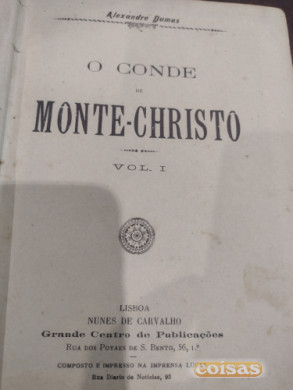 Alexandre Dumas
O CONDE
DE
MONTE-CHRISTO
VOL. I
LISBOA
NUNES DE CARVALHO
Grande Centro de Publicações
RUA DOS POYAES DE S. BENTO, 56, 1.º
COMPOSTO E IMPRESSO NA IMPRENSA
Rua Diario de Noticias, 93
coisas